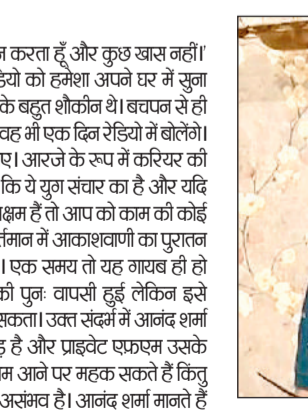 न करता हूँ और कुछ खास नहीं।'
डियो को हमेशा अपने घर में सुना
के बहुत शौकीन थे। बचपन से ही
वह भी एक दिन रेडियो में बोलेंगे।
ए। आरजे के रूप में करियर की
कि ये युग संचार का है और यदि
क्षम हैं तो आप को काम की कोई
र्तमान में आकाशवाणी का पुरातन
। एक समय तो यह गायब ही हो
की पुनः वापसी हुई लेकिन इसे
सकता। उक्त संदर्भ में आनंद शर्मा
ड़ है और प्राइवेट एफ़एम उसके
म आने पर महक सकते हैं किंतु
असंभव है। आनंद शर्मा मानते हैं